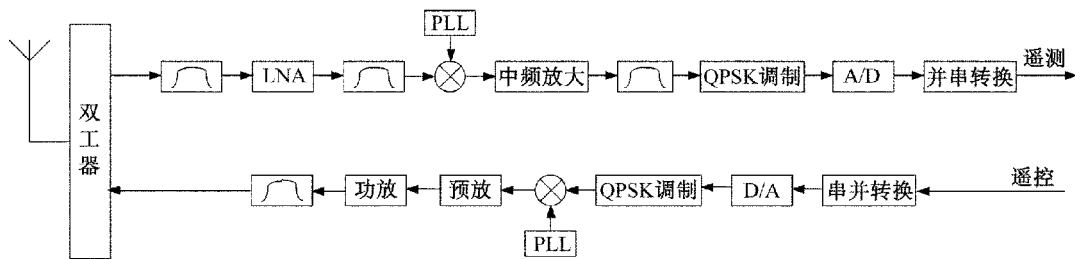 PLL
双工器
LNA
中频放大
QPSK调制
A/D
并串转换
遥测
功放
预放
QPSK调制
D/A
串并转换
遥控
PLL